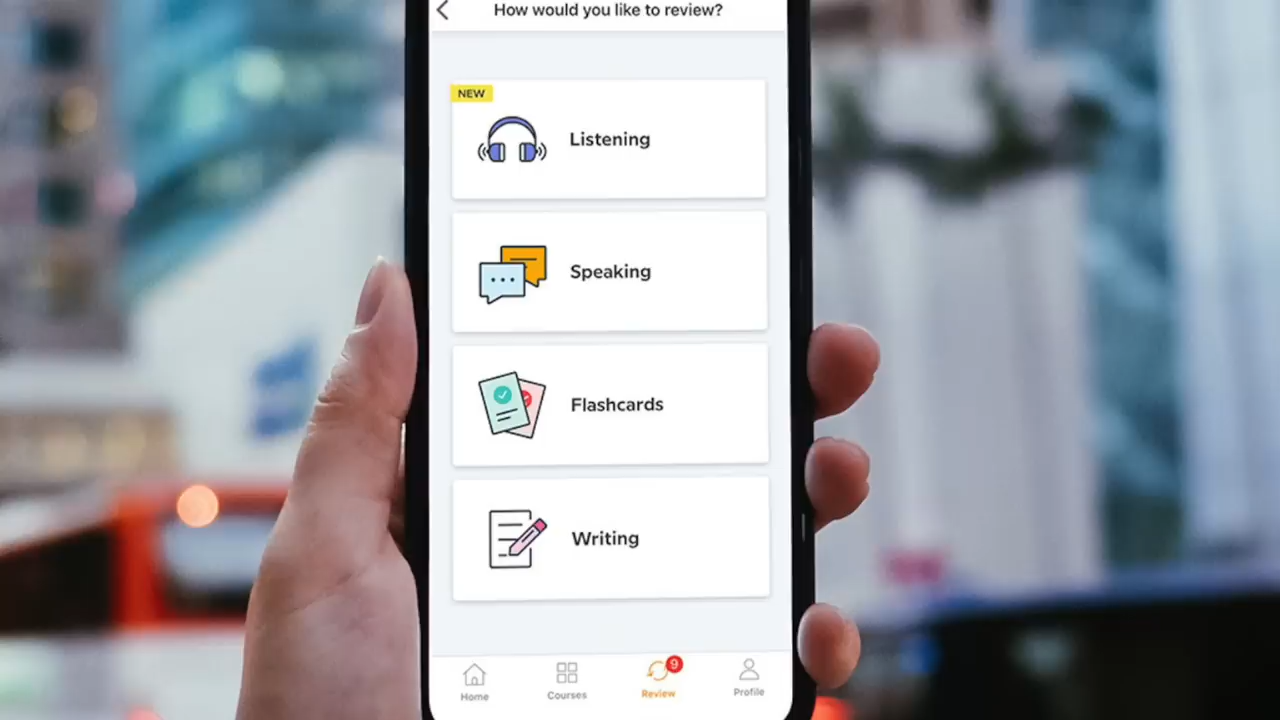 How would you like to review?
NEW
Listening
Speaking
Flashcards
Writing
9
Home
Courses
Review
Profile